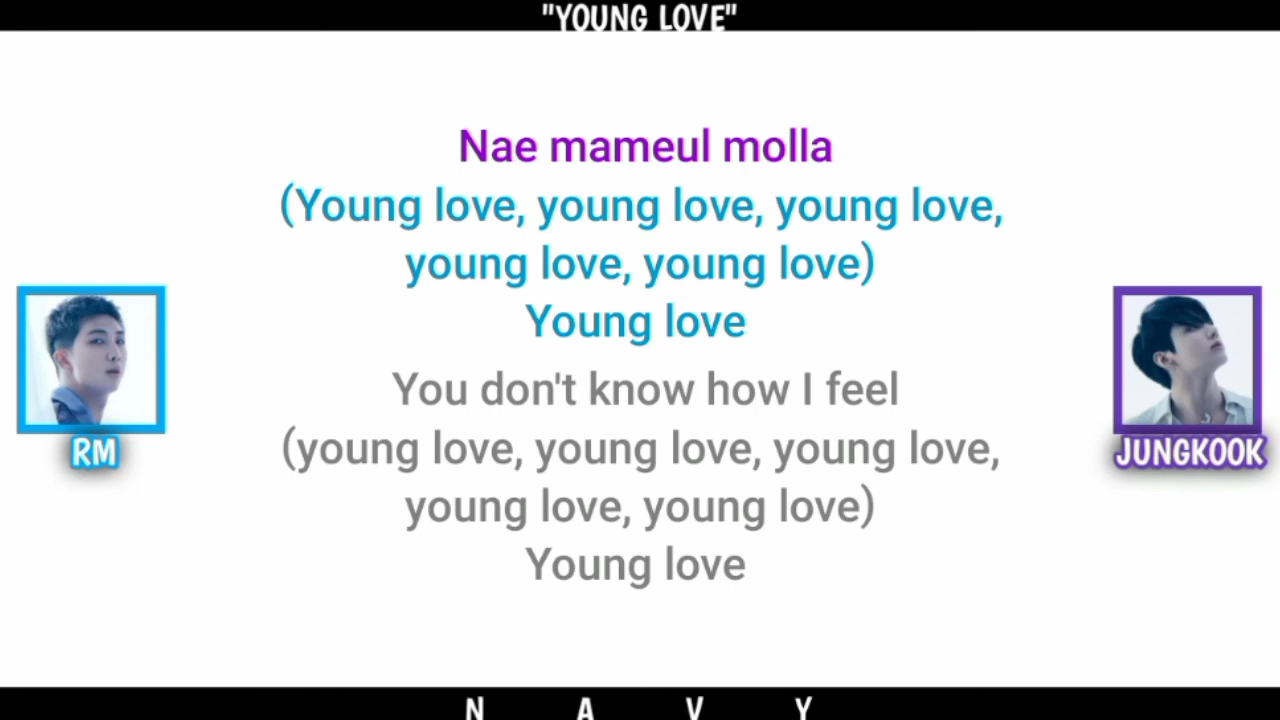 "YOUNG LOVE"
Nae mameul molla
(Young love, young love, young love,
young love, young love)
Young love
You don't know how I feel
(young love, young love, young love,
young love, young love)
Young love
RM
JUNGKOOK
N A V Y